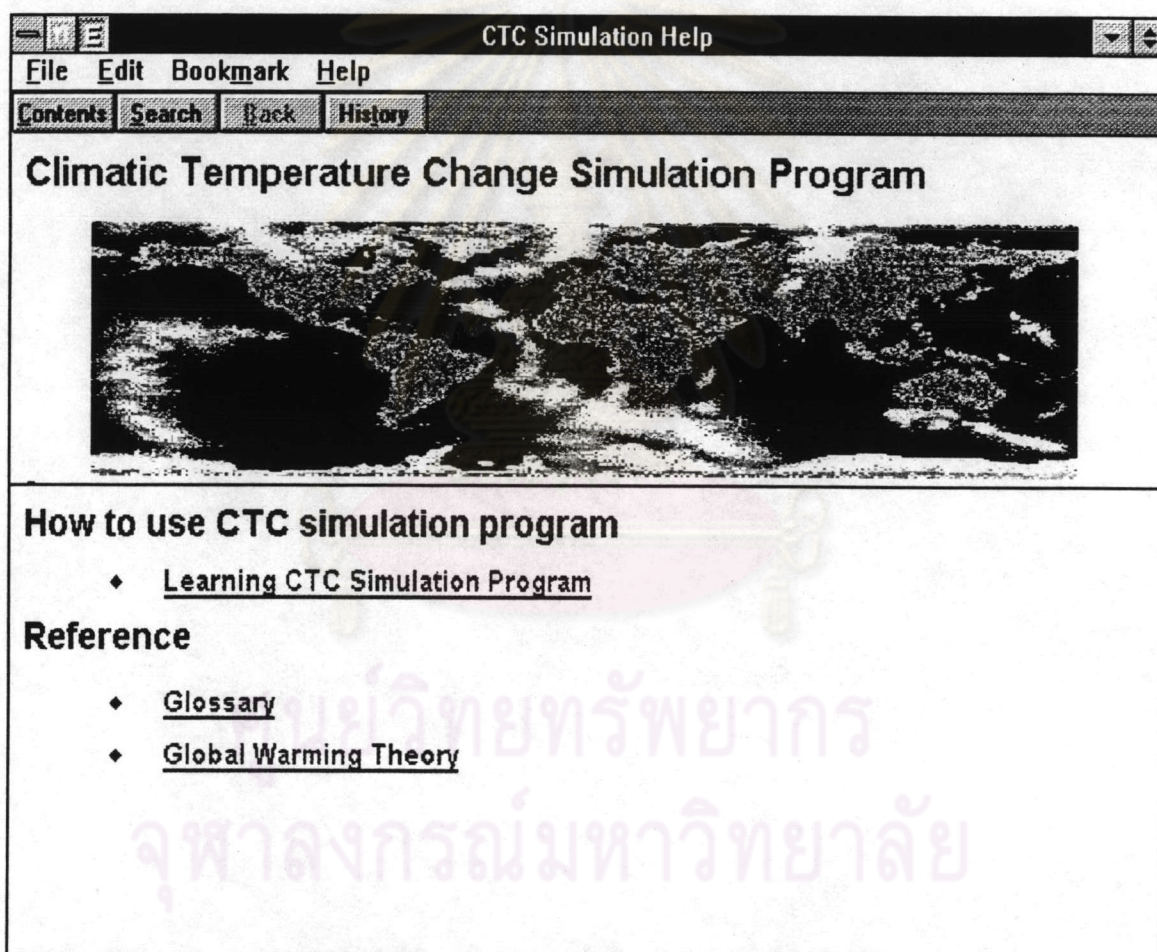 CTC Simulation Help
File Edit Bookmark Help
Contents Search Back History
Climatic Temperature Change Simulation Program
How to use CTC simulation program
◆ Learning CTC Simulation Program
Reference
◆ Glossary
◆ Global Warming Theory
ศูนย์วิทยทรัพยากร
จุฬาลงกรณ์มหาวิทยาลัย